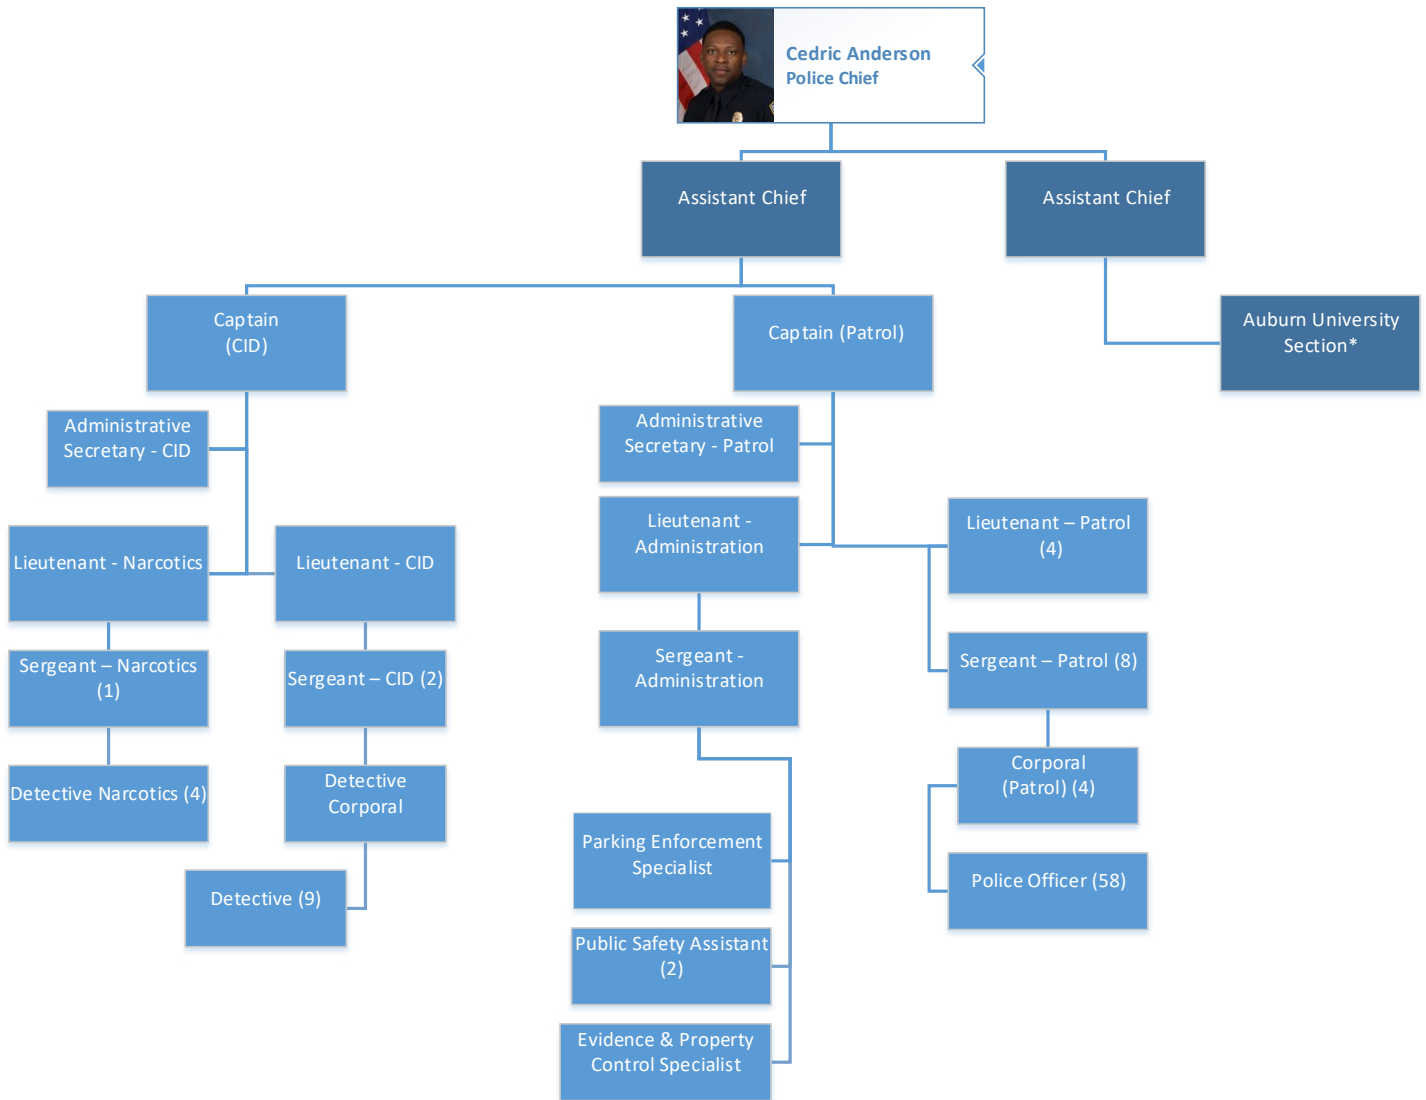 Cedric Anderson
Police Chief
Assistant Chief
Assistant Chief
Captain
(CID)
Captain (Patrol)
Auburn University
Section*
Administrative
Secretary - CID
Administrative
Secretary - Patrol
Lieutenant - Narcotics
Lieutenant - CID
Lieutenant -
Administration
Lieutenant – Patrol
(4)
Sergeant – Narcotics
(1)
Sergeant – CID (2)
Sergeant -
Administration
Sergeant – Patrol (8)
Detective Narcotics (4)
Detective
Corporal
Corporal
(Patrol) (4)
Detective (9)
Parking Enforcement
Specialist
Police Officer (58)
Public Safety Assistant
(2)
Evidence & Property
Control Specialist